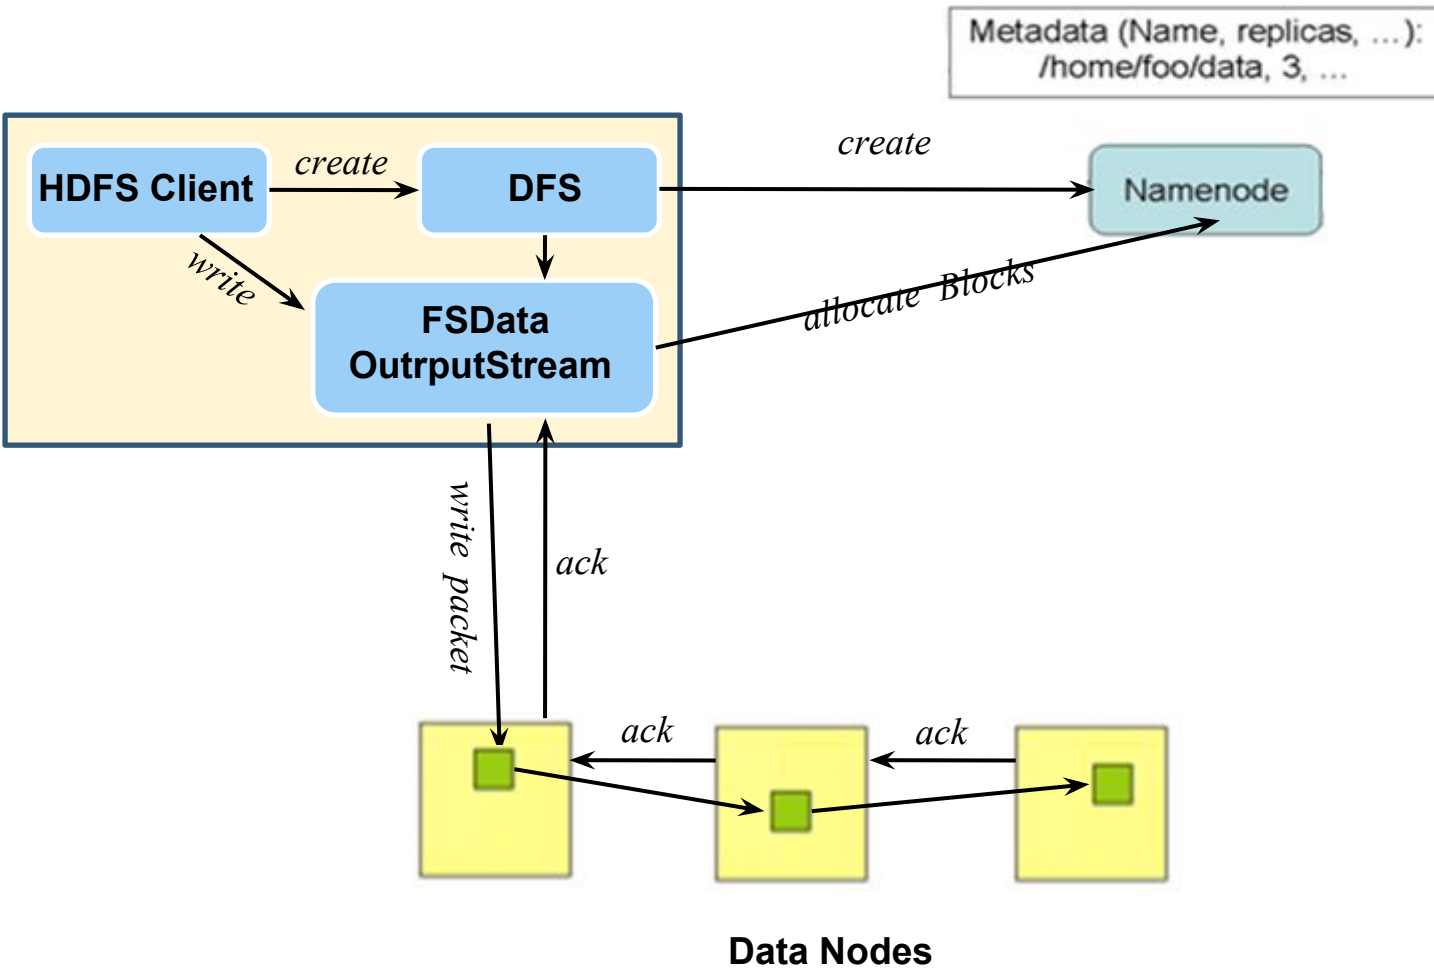 Metadata (Name, replicas, ...):
/home/foo/data, 3, ...
HDFS Client
create
DFS
create
Namenode
write
FSData
OutrputStream
allocate Blocks
write packet
ack
ack
ack
Data Nodes